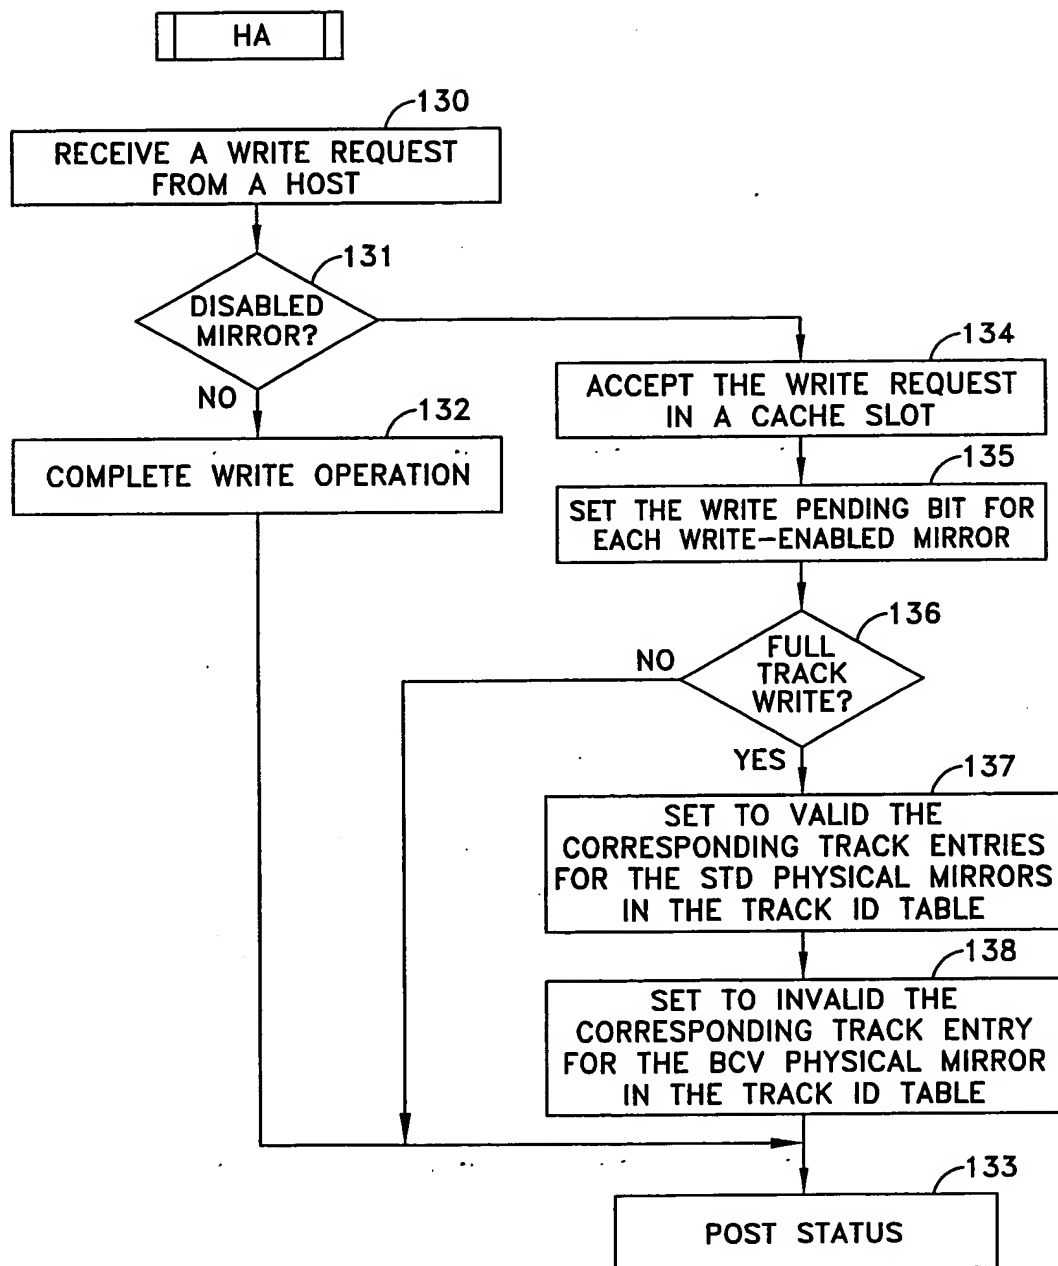 HA
130
RECEIVE A WRITE REQUEST
FROM A HOST
131
DISABLED
MIRROR?
NO
132
COMPLETE WRITE OPERATION
134
ACCEPT THE WRITE REQUEST
IN A CACHE SLOT
135
SET THE WRITE PENDING BIT FOR
EACH WRITE-ENABLED MIRROR
136
FULL
TRACK
WRITE?
NO
YES
137
SET TO VALID THE
CORRESPONDING TRACK ENTRIES
FOR THE STD PHYSICAL MIRRORS
IN THE TRACK ID TABLE
138
SET TO INVALID THE
CORRESPONDING TRACK ENTRY
FOR THE BCV PHYSICAL MIRROR
IN THE TRACK ID TABLE
133
POST STATUS